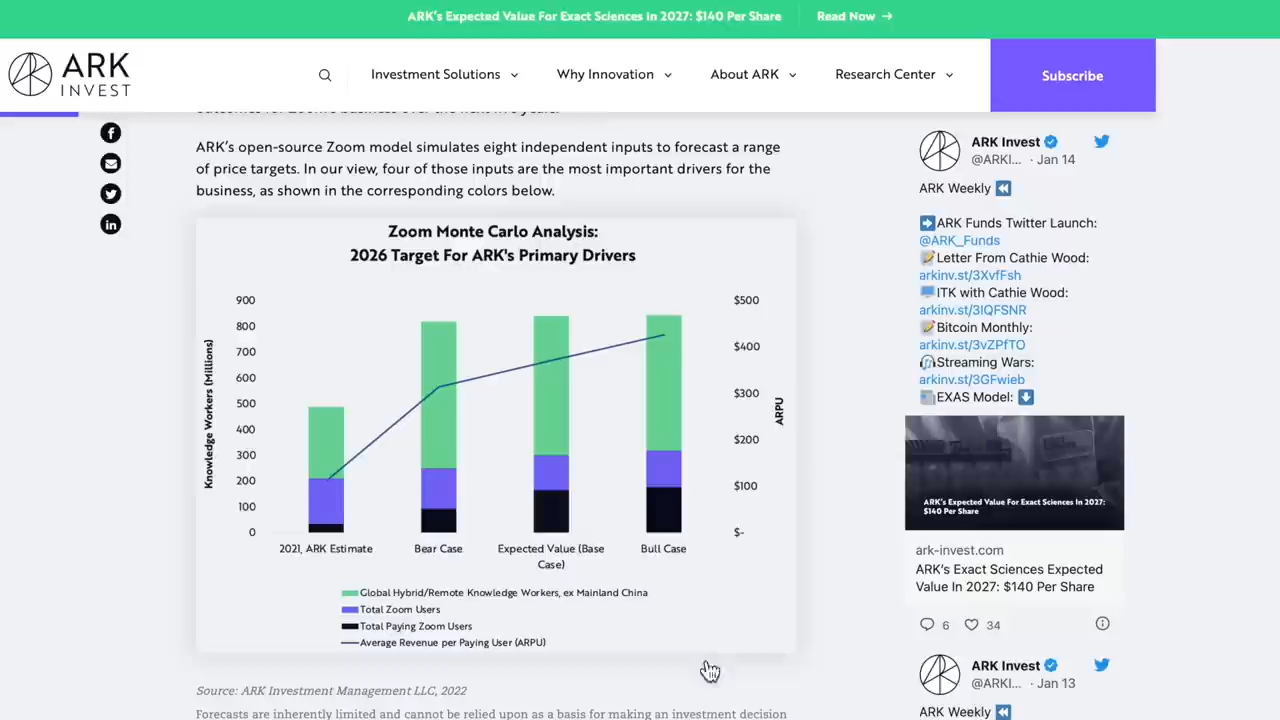 ARK's Expected Value For Exact Sciences In 2027: $140 Per Share
Read Now →
ARK
INVEST
Investment Solutions
Why Innovation
About ARK
Research Center
Subscribe
ARK's open-source Zoom model simulates eight independent inputs to forecast a range
of price targets. In our view, four of those inputs are the most important drivers for the
business, as shown in the corresponding colors below.
Zoom Monte Carlo Analysis:
2026 Target For ARK's Primary Drivers
Knowledge Workers (Millions)
900
800
700
600
500
400
300
200
100
0
$500
$400
$300
$200
$100
$-
ARPU
2021, ARK Estimate
Bear Case
Expected Value (Base
Case)
Bull Case
Global Hybrid/Remote Knowledge Workers, ex Mainland China
Total Zoom Users
Total Paying Zoom Users
Average Revenue per Paying User (ARPU)
Source: ARK Investment Management LLC, 2022
Forecasts are inherently limited and cannot be relied upon as a basis for making an investment decision
ARK Invest
@ARKI... · Jan 14
ARK Weekly
ARK Funds Twitter Launch:
@ARK_Funds
Letter From Cathie Wood:
arkinv.st/3XvfFsh
ITK with Cathie Wood:
arkinv.st/3IQFSNR
Bitcoin Monthly:
arkinv.st/3vZPfTO
Streaming Wars:
arkinv.st/3GFwieb
EXAS Model:
ARK's Expected Value For Exact Sciences In 2027:
$140 Per Share
ark-invest.com
ARK's Exact Sciences Expected
Value In 2027: $140 Per Share
6
34
ARK Invest
@ARKI... · Jan 13
ARK Weekly